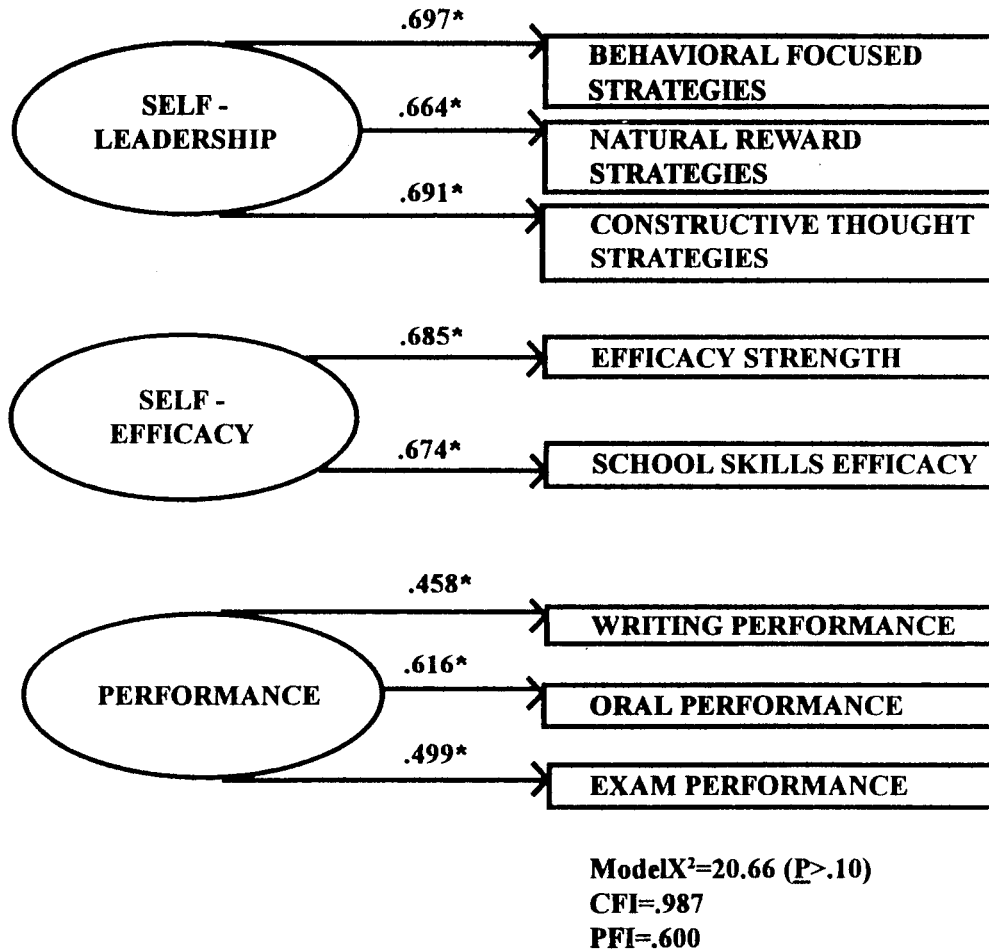 .697*
BEHAVIORAL FOCUSED
STRATEGIES
SELF -
LEADERSHIP
.664*
NATURAL REWARD
STRATEGIES
.691*
CONSTRUCTIVE THOUGHT
STRATEGIES
.685*
EFFICACY STRENGTH
SELF -
EFFICACY
.674*
SCHOOL SKILLS EFFICACY
.458*
WRITING PERFORMANCE
.616*
PERFORMANCE
ORAL PERFORMANCE
.499*
EXAM PERFORMANCE
ModelX²=20.66 (P>.10)
CFI=.987
PFI=.600